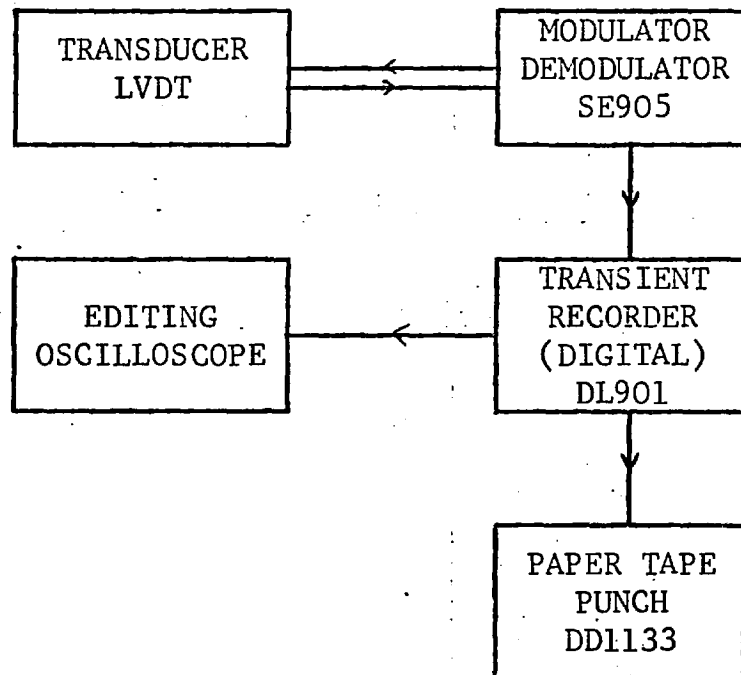 TRANSDUCER
LVDT
MODULATOR
DEMODULATOR
SE905
EDITING
OSCILLOSCOPE
TRANSIENT
RECORDER
(DIGITAL)
DL901
PAPER TAPE
PUNCH
DD1133